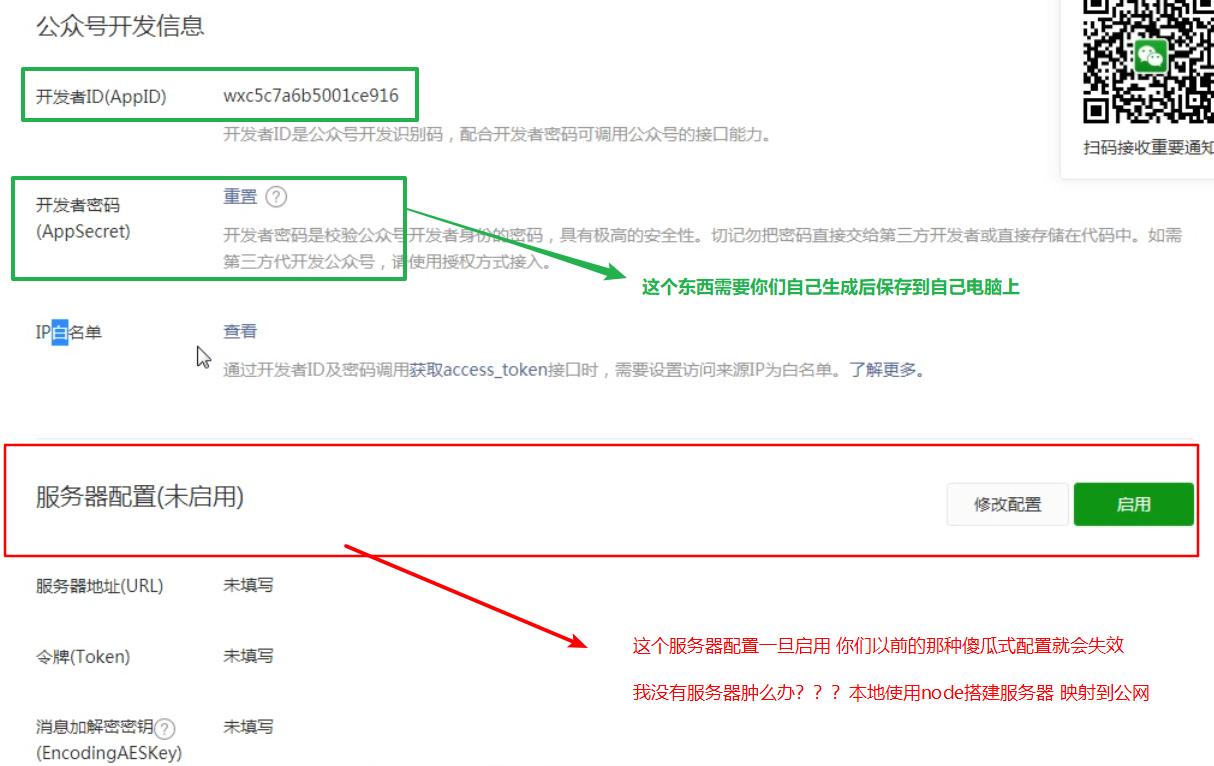 公众号开发信息
开发者ID(AppID)
wxc5c7a6b5001ce916
开发者ID是公众号开发识别码，配合开发者密码可调用公众号的接口能力。
扫码接收重要通知
开发者密码
(AppSecret)
重置 ?
开发者密码是校验公众号开发者身份的密码，具有极高的安全性。切记勿把密码直接交给第三方开发者或直接存储在代码中。如需
第三方代开发公众号，请使用授权方式接入。
这个东西需要你们自己生成后保存到自己电脑上
IP白名单
查看
通过开发者ID及密码调用获取access_token接口时，需要设置访问来源IP为白名单。了解更多。
服务器配置(未启用)
修改配置
启用
服务器地址(URL)
未填写
这个服务器配置一旦启用 你们以前的那种傻瓜式配置就会失效
令牌(Token)
未填写
我没有服务器肿么办？？？ 本地使用node搭建服务器 映射到公网
消息加解密密钥?
(EncodingAESKey)
未填写